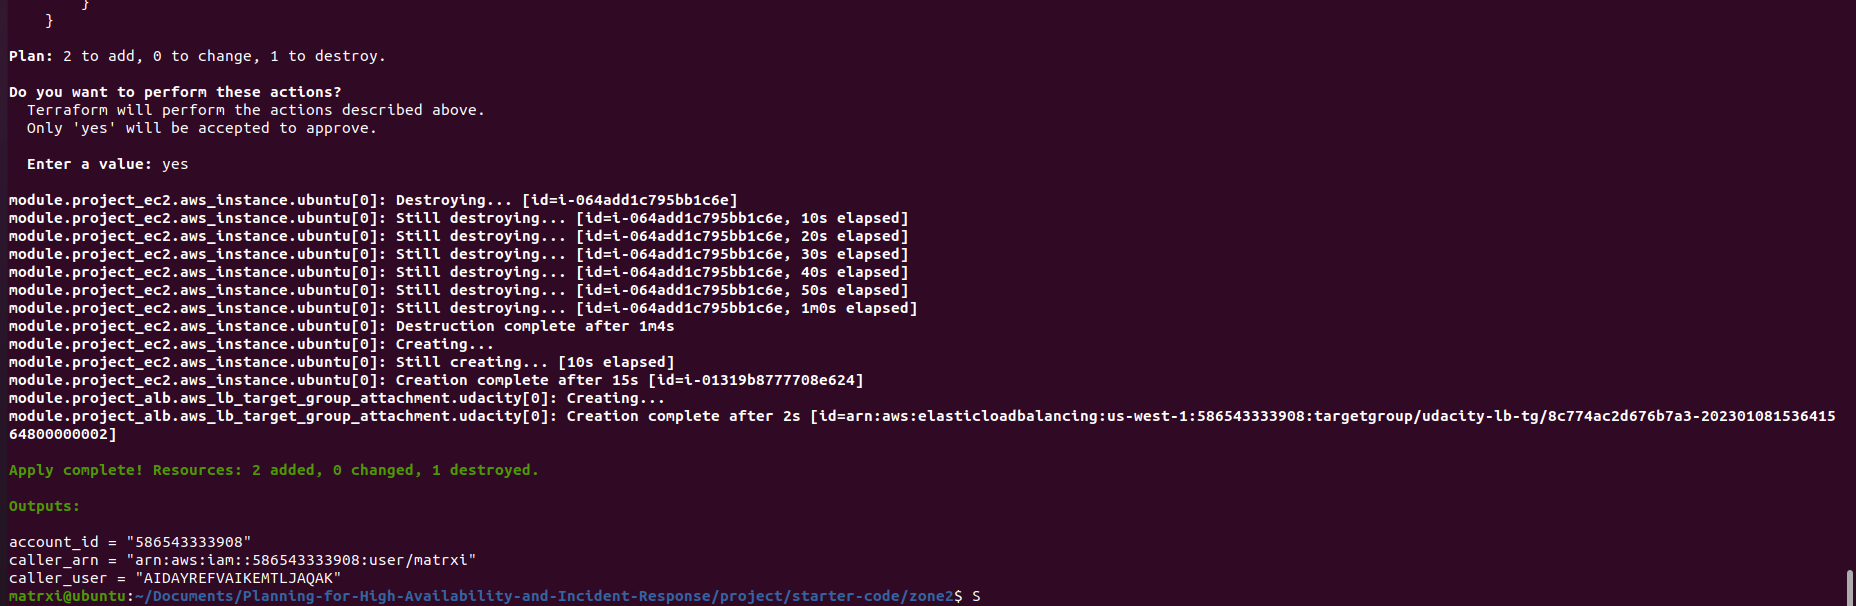 }
}
Plan: 2 to add, 0 to change, 1 to destroy.
Do you want to perform these actions?
Terraform will perform the actions described above.
Only 'yes' will be accepted to approve.
Enter a value: yes
module.project_ec2.aws_instance.ubuntu[0]: Destroying... [id=i-064add1c795bb1c6e]
module.project_ec2.aws_instance.ubuntu[0]: Still destroying... [id=i-064add1c795bb1c6e, 10s elapsed]
module.project_ec2.aws_instance.ubuntu[0]: Still destroying... [id=i-064add1c795bb1c6e, 20s elapsed]
module.project_ec2.aws_instance.ubuntu[0]: Still destroying... [id=i-064add1c795bb1c6e, 30s elapsed]
module.project_ec2.aws_instance.ubuntu[0]: Still destroying... [id=i-064add1c795bb1c6e, 40s elapsed]
module.project_ec2.aws_instance.ubuntu[0]: Still destroying... [id=i-064add1c795bb1c6e, 50s elapsed]
module.project_ec2.aws_instance.ubuntu[0]: Still destroying... [id=i-064add1c795bb1c6e, 1m0s elapsed]
module.project_ec2.aws_instance.ubuntu[0]: Destruction complete after 1m4s
module.project_ec2.aws_instance.ubuntu[0]: Creating...
module.project_ec2.aws_instance.ubuntu[0]: Still creating... [10s elapsed]
module.project_ec2.aws_instance.ubuntu[0]: Creation complete after 15s [id=i-01319b8777708e624]
module.project_alb.aws_lb_target_group_attachment.udacity[0]: Creating...
module.project_alb.aws_lb_target_group_attachment.udacity[0]: Creation complete after 2s [id=arn:aws:elasticloadbalancing:us-west-1:586543333908:targetgroup/udacity-lb-tg/8c774ac2d676b7a3-202301081536415
64800000002]
Apply complete! Resources: 2 added, 0 changed, 1 destroyed.
Outputs:
account_id = "586543333908"
caller_arn = "arn:aws:iam::586543333908:user/matrxi"
caller_user = "AIDAYREFVAIKEMTLJAQAK"
matrxi@ubuntu:~/Documents/Planning-for-High-Availability-and-Incident-Response/project/starter-code/zone2$ S